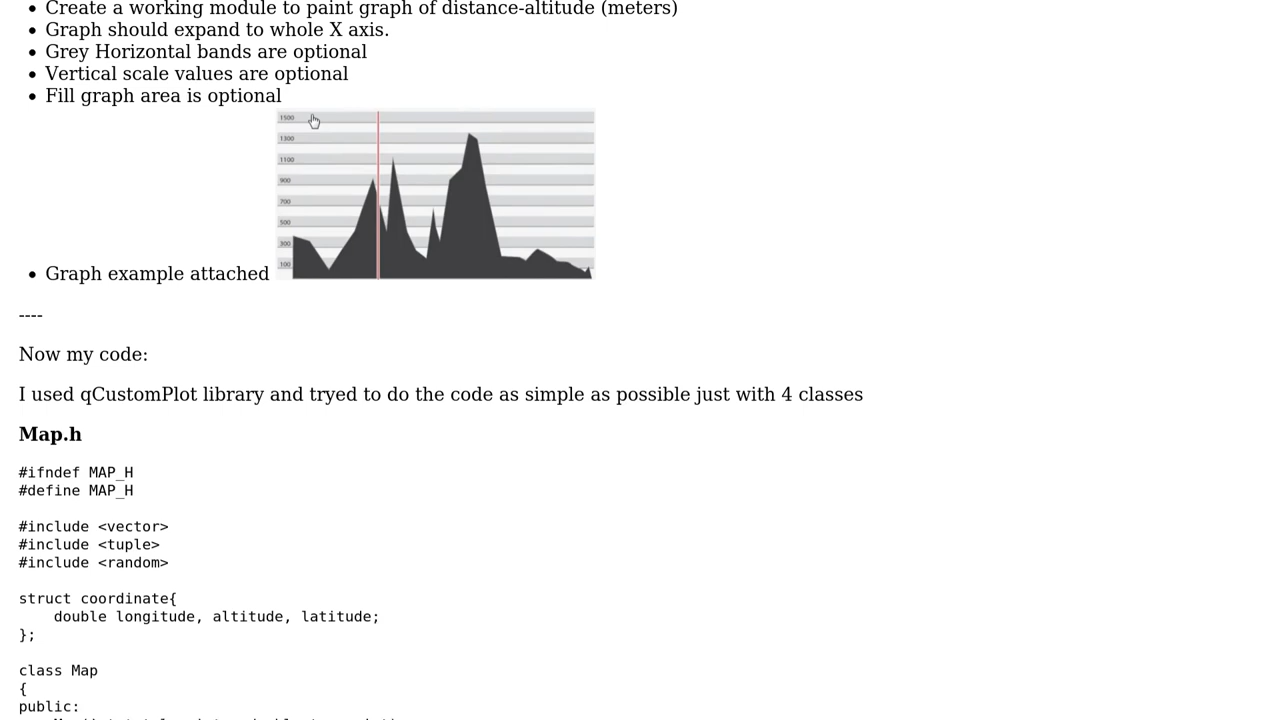 Create a working module to paint graph of distance-altitude (meters)
Graph should expand to whole X axis.
Grey Horizontal bands are optional
Vertical scale values are optional
Fill graph area is optional
1500
1300
1100
900
700
500
300
100
Graph example attached
----
Now my code:
I used qCustomPlot library and tryed to do the code as simple as possible just with 4 classes
Map.h
#ifndef MAP_H
#define MAP_H
#include <vector>
#include <tuple>
#include <random>
struct coordinate{
    double longitude, altitude, latitude;
};
class Map
{
public: